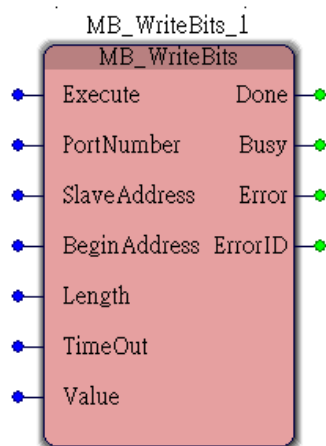 MB_WriteBits_1
MB_WriteBits
Execute Done
PortNumber Busy
SlaveAddress Error
BeginAddress ErrorID
Length
TimeOut
Value